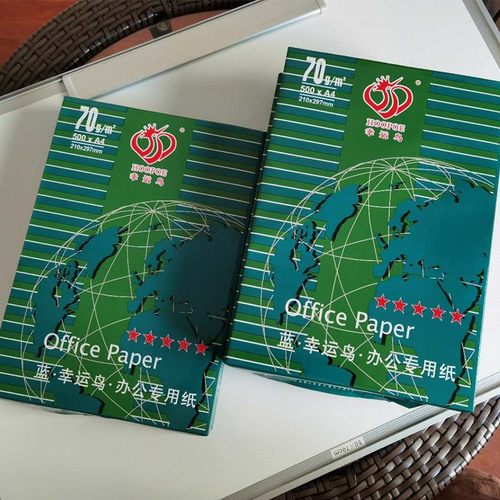 70g/m²
500 x A4
210x297mm
®
HOOPOE
幸运鸟
Office Paper
蓝·幸运鸟·办公专用纸
70g/m²
500 x A4
210x297mm
®
HOOPOE
幸运鸟
Office Paper
蓝·幸运鸟·办公专用纸